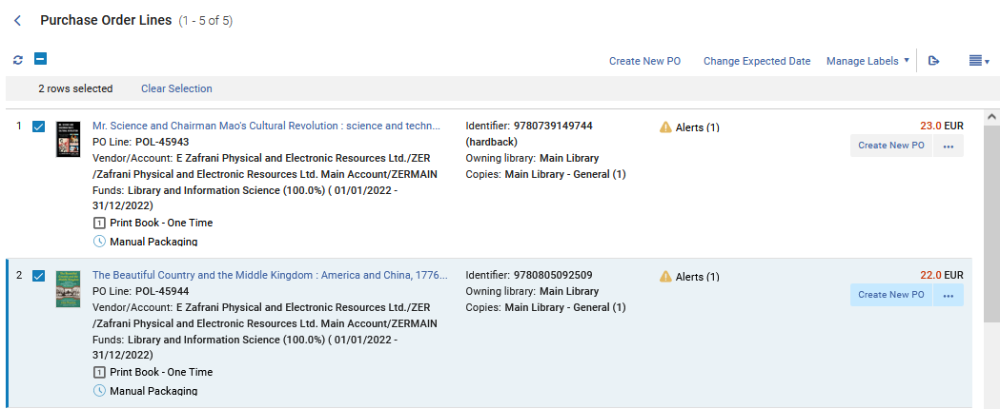 Purchase Order Lines (1 - 5 of 5)
Create New PO Change Expected Date Manage Labels
2 rows selected Clear Selection
1 Mr. Science and Chairman Mao's Cultural Revolution : science and techn... Identifier: 9780739149744 Alerts (1) 23.0 EUR
PO Line: POL-45943 (hardback) Create New PO ...
Vendor/Account: E Zafrani Physical and Electronic Resources Ltd./ZER Owning library: Main Library
/Zafrani Physical and Electronic Resources Ltd. Main Account/ZERMAIN Copies: Main Library - General (1)
Funds: Library and Information Science (100.0%) ( 01/01/2022 -
31/12/2022)
1 Print Book - One Time
Manual Packaging
2 The Beautiful Country and the Middle Kingdom : America and China, 1776... Identifier: 9780805092509 Alerts (1) 22.0 EUR
PO Line: POL-45944 Owning library: Main Library Create New PO ...
Vendor/Account: E Zafrani Physical and Electronic Resources Ltd./ZER Copies: Main Library - General (1)
/Zafrani Physical and Electronic Resources Ltd. Main Account/ZERMAIN
Funds: Library and Information Science (100.0%) ( 01/01/2022 -
31/12/2022)
1 Print Book - One Time
Manual Packaging